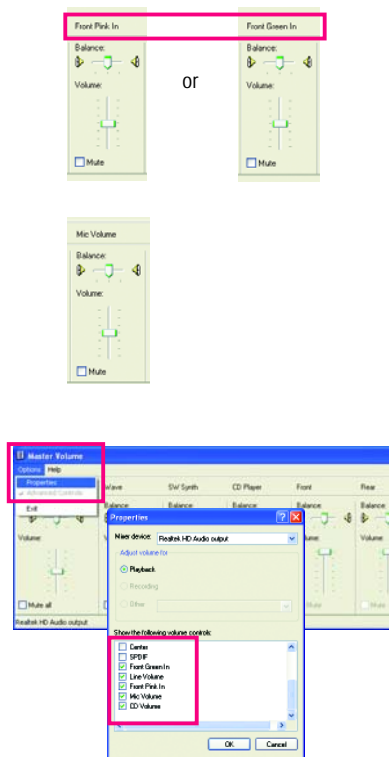 Front Pink In
Front Green In
Balance:
Balance:
Volume:
or
Volume:
Mute
Mute
Mic Volume
Balance:
Volume:
Mute
Master Volume
Options Help
Properties
Advanced Controls
Exit
Wave
SW Synth
CD Player
Front
Rear
Balance:
Balance:
Balance:
Balance:
Balance:
Volume:
Volume:
Mute all
Mute
Mute
Realtek HD Audio output
Properties
Mixer device: Realtek HD Audio output
Adjust volume for
Playback
Recording
Other
Show the following volume controls:
Center
SPDIF
Front Green In
Line Volume
Front Pink In
Mic Volume
CD Volume
OK
Cancel